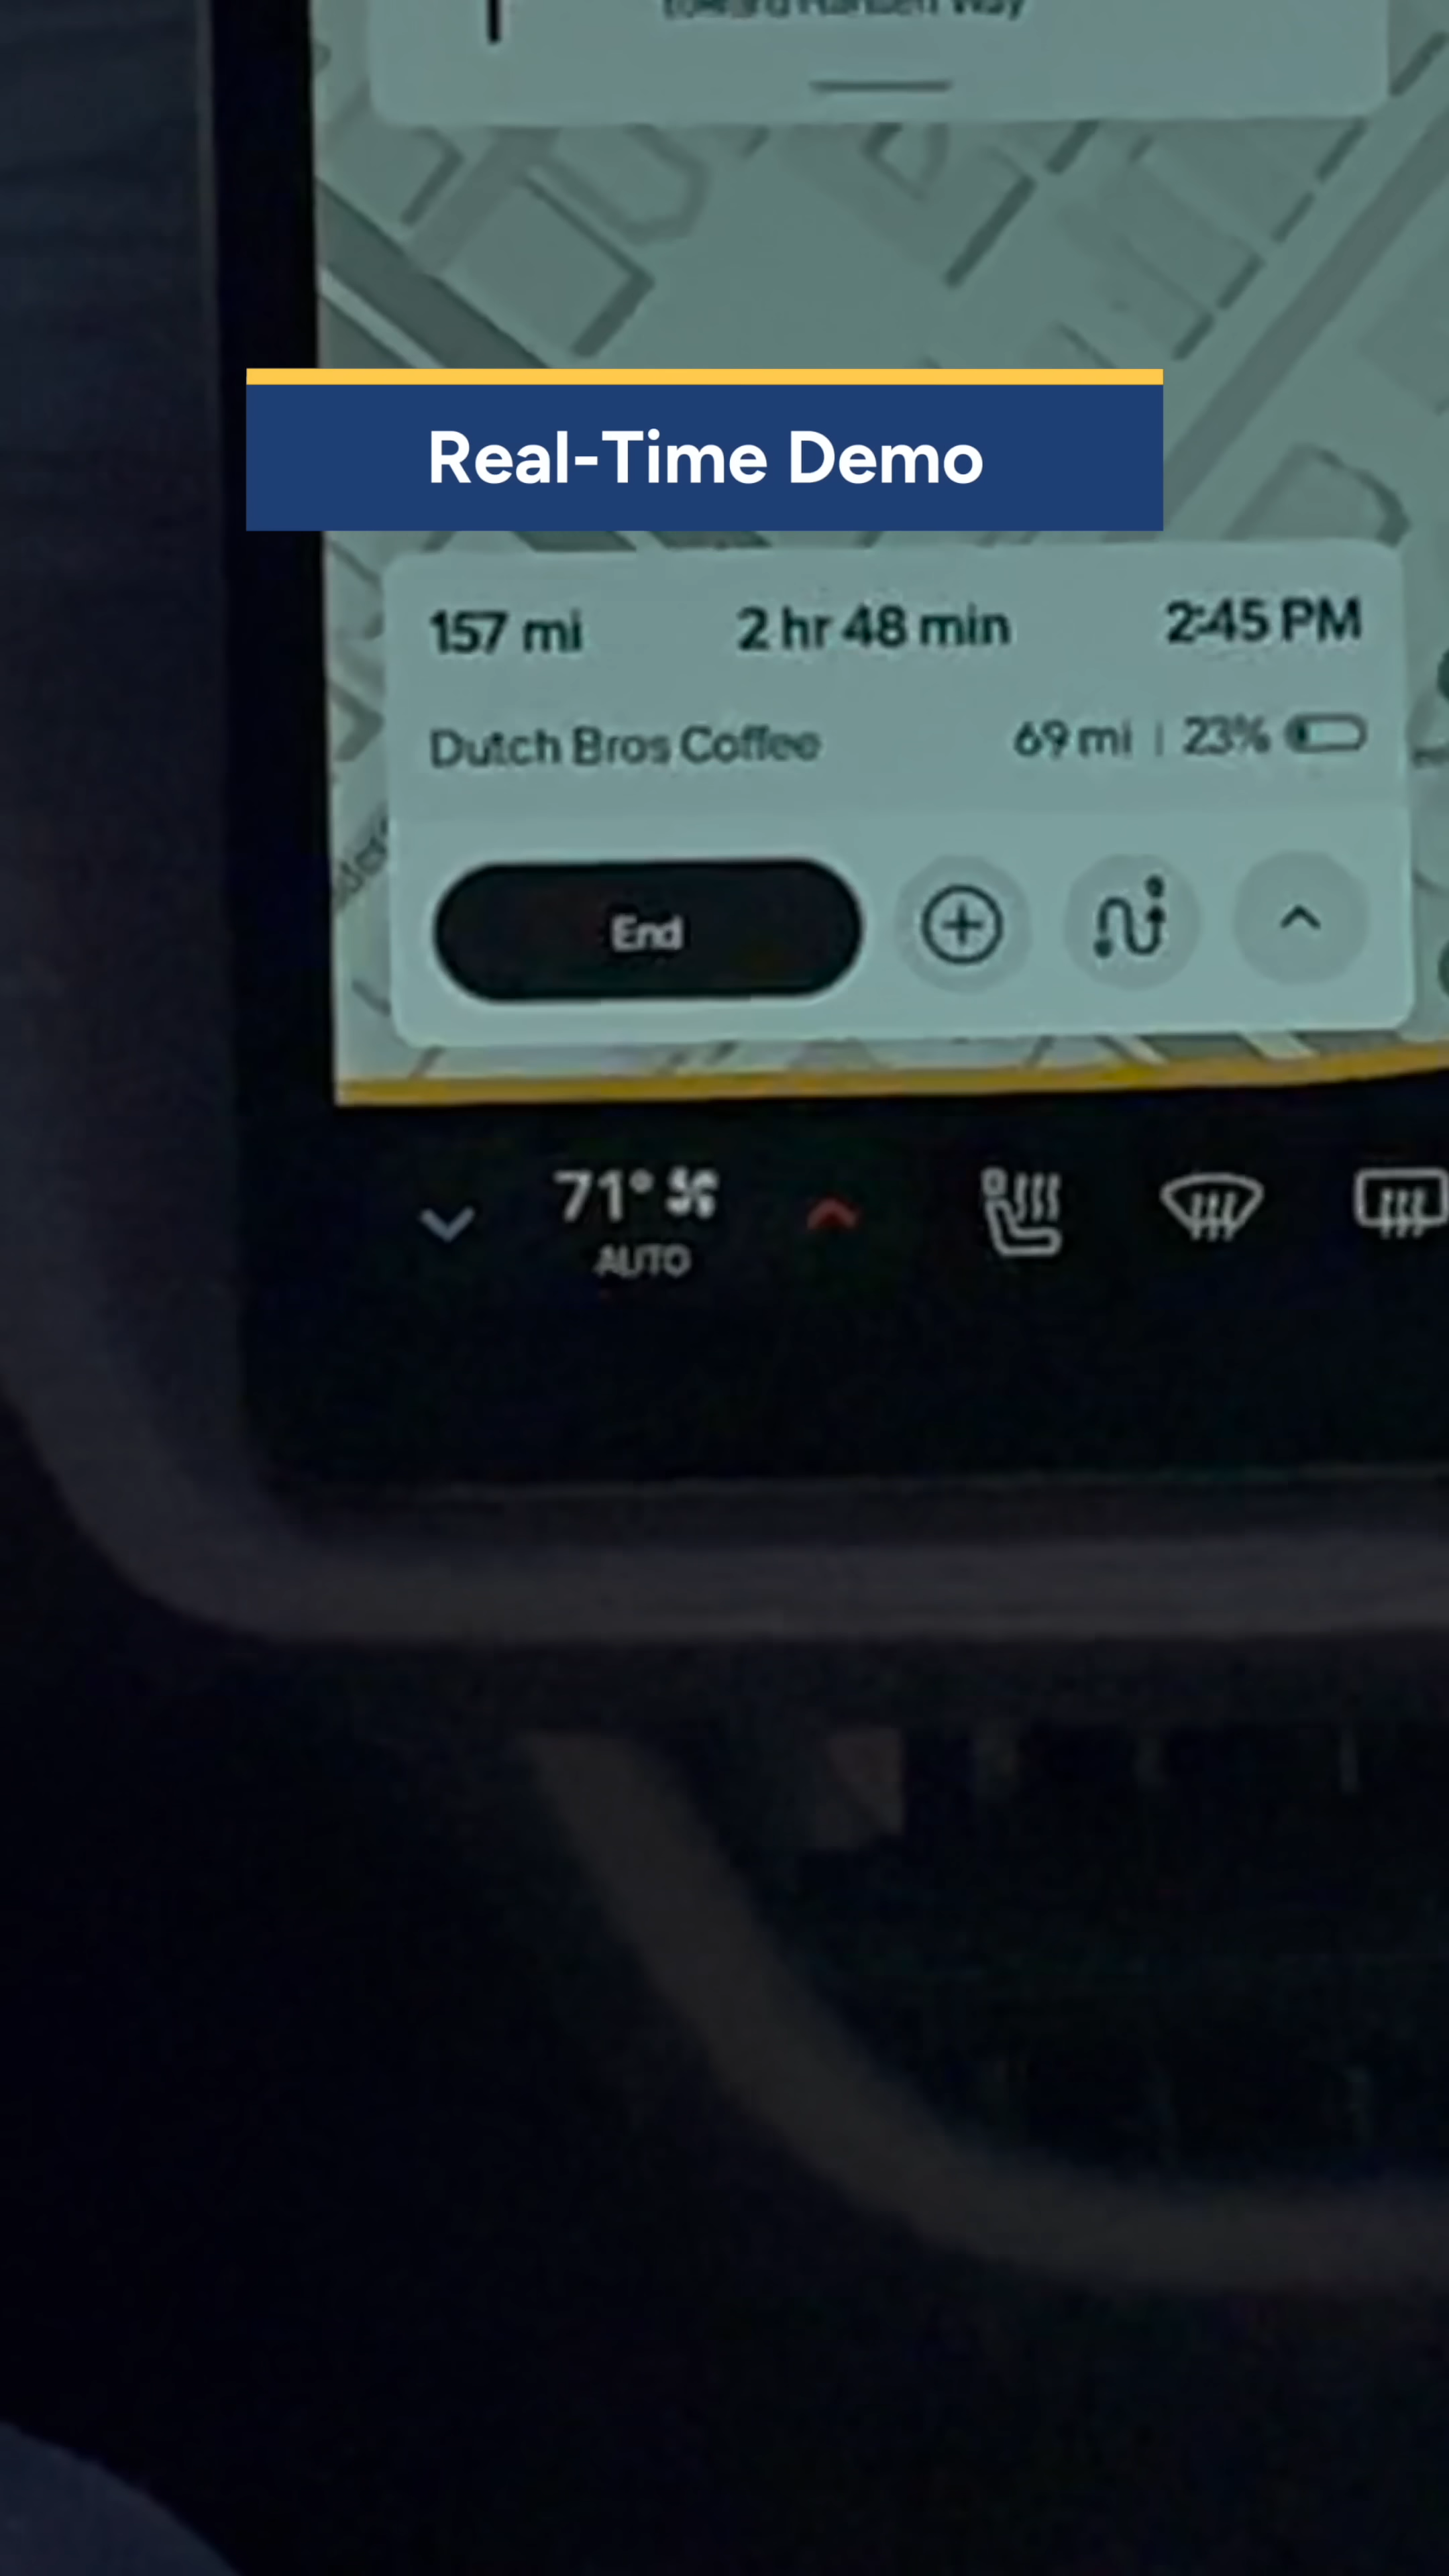 Way
Real-Time Demo
157 mi 2 hr 48 min 2:45 PM
Dutch Bros Coffee 69 mi | 23%
End
71°
AUTO